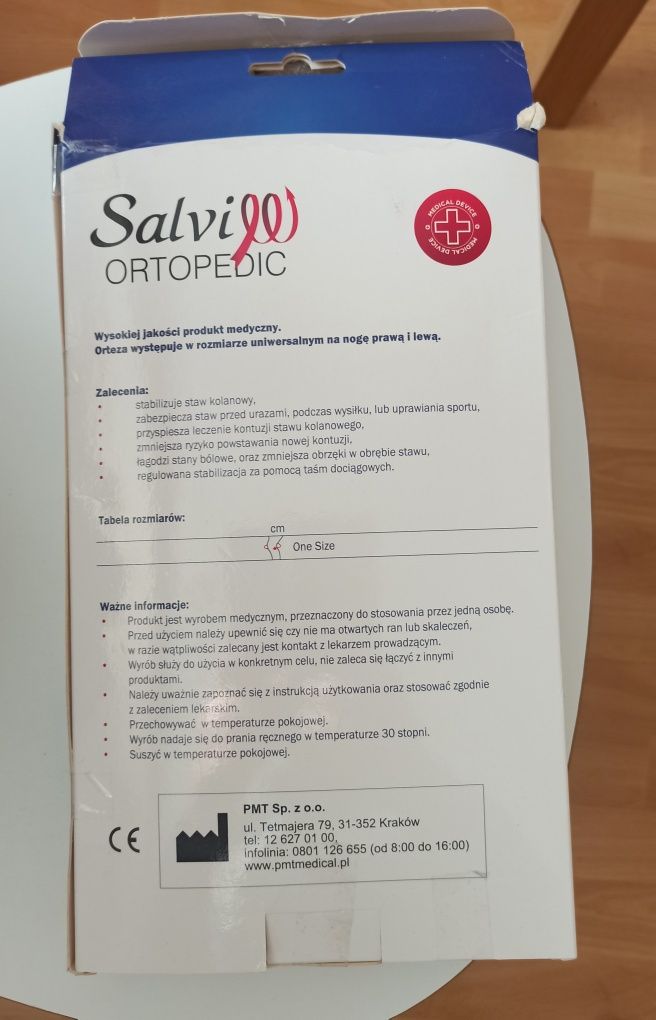 Salvi
ORTOPEDIC
MEDICAL DEVICE
MEDICAL DEVICE
Wysokiej jakości produkt medyczny.
Orteza występuje w rozmiarze uniwersalnym na nogę prawą i lewą.
Zalecenia:
• stabilizuje staw kolanowy,
• zabezpiecza staw przed urazami, podczas wysiłku, lub uprawiania sportu,
• przyspiesza leczenie kontuzji stawu kolanowego,
• zmniejsza ryzyko powstawania nowej kontuzji,
• łagodzi stany bólowe, oraz zmniejsza obrzęki w obrębie stawu,
• regulowana stabilizacja za pomocą taśm dociągowych.
Tabela rozmiarów:
cm
One Size
Ważne informacje:
• Produkt jest wyrobem medycznym, przeznaczony do stosowania przez jedną osobę.
• Przed użyciem należy upewnić się czy nie ma otwartych ran lub skaleczeń,
w razie wątpliwości zalecany jest kontakt z lekarzem prowadzącym.
• Wyrób służy do użycia w konkretnym celu, nie zaleca się łączyć z innymi
produktami.
• Należy uważnie zapoznać się z instrukcją użytkowania oraz stosować zgodnie
z zaleceniem lekarskim.
• Przechowywać w temperaturze pokojowej.
• Wyrób nadaje się do prania ręcznego w temperaturze 30 stopni.
• Suszyć w temperaturze pokojowej.
CE
PMT Sp. z o.o.
ul. Tetmajera 79, 31-352 Kraków
tel: 12 627 01 00,
infolinia: 0801 126 655 (od 8:00 do 16:00)
www.pmtmedical.pl